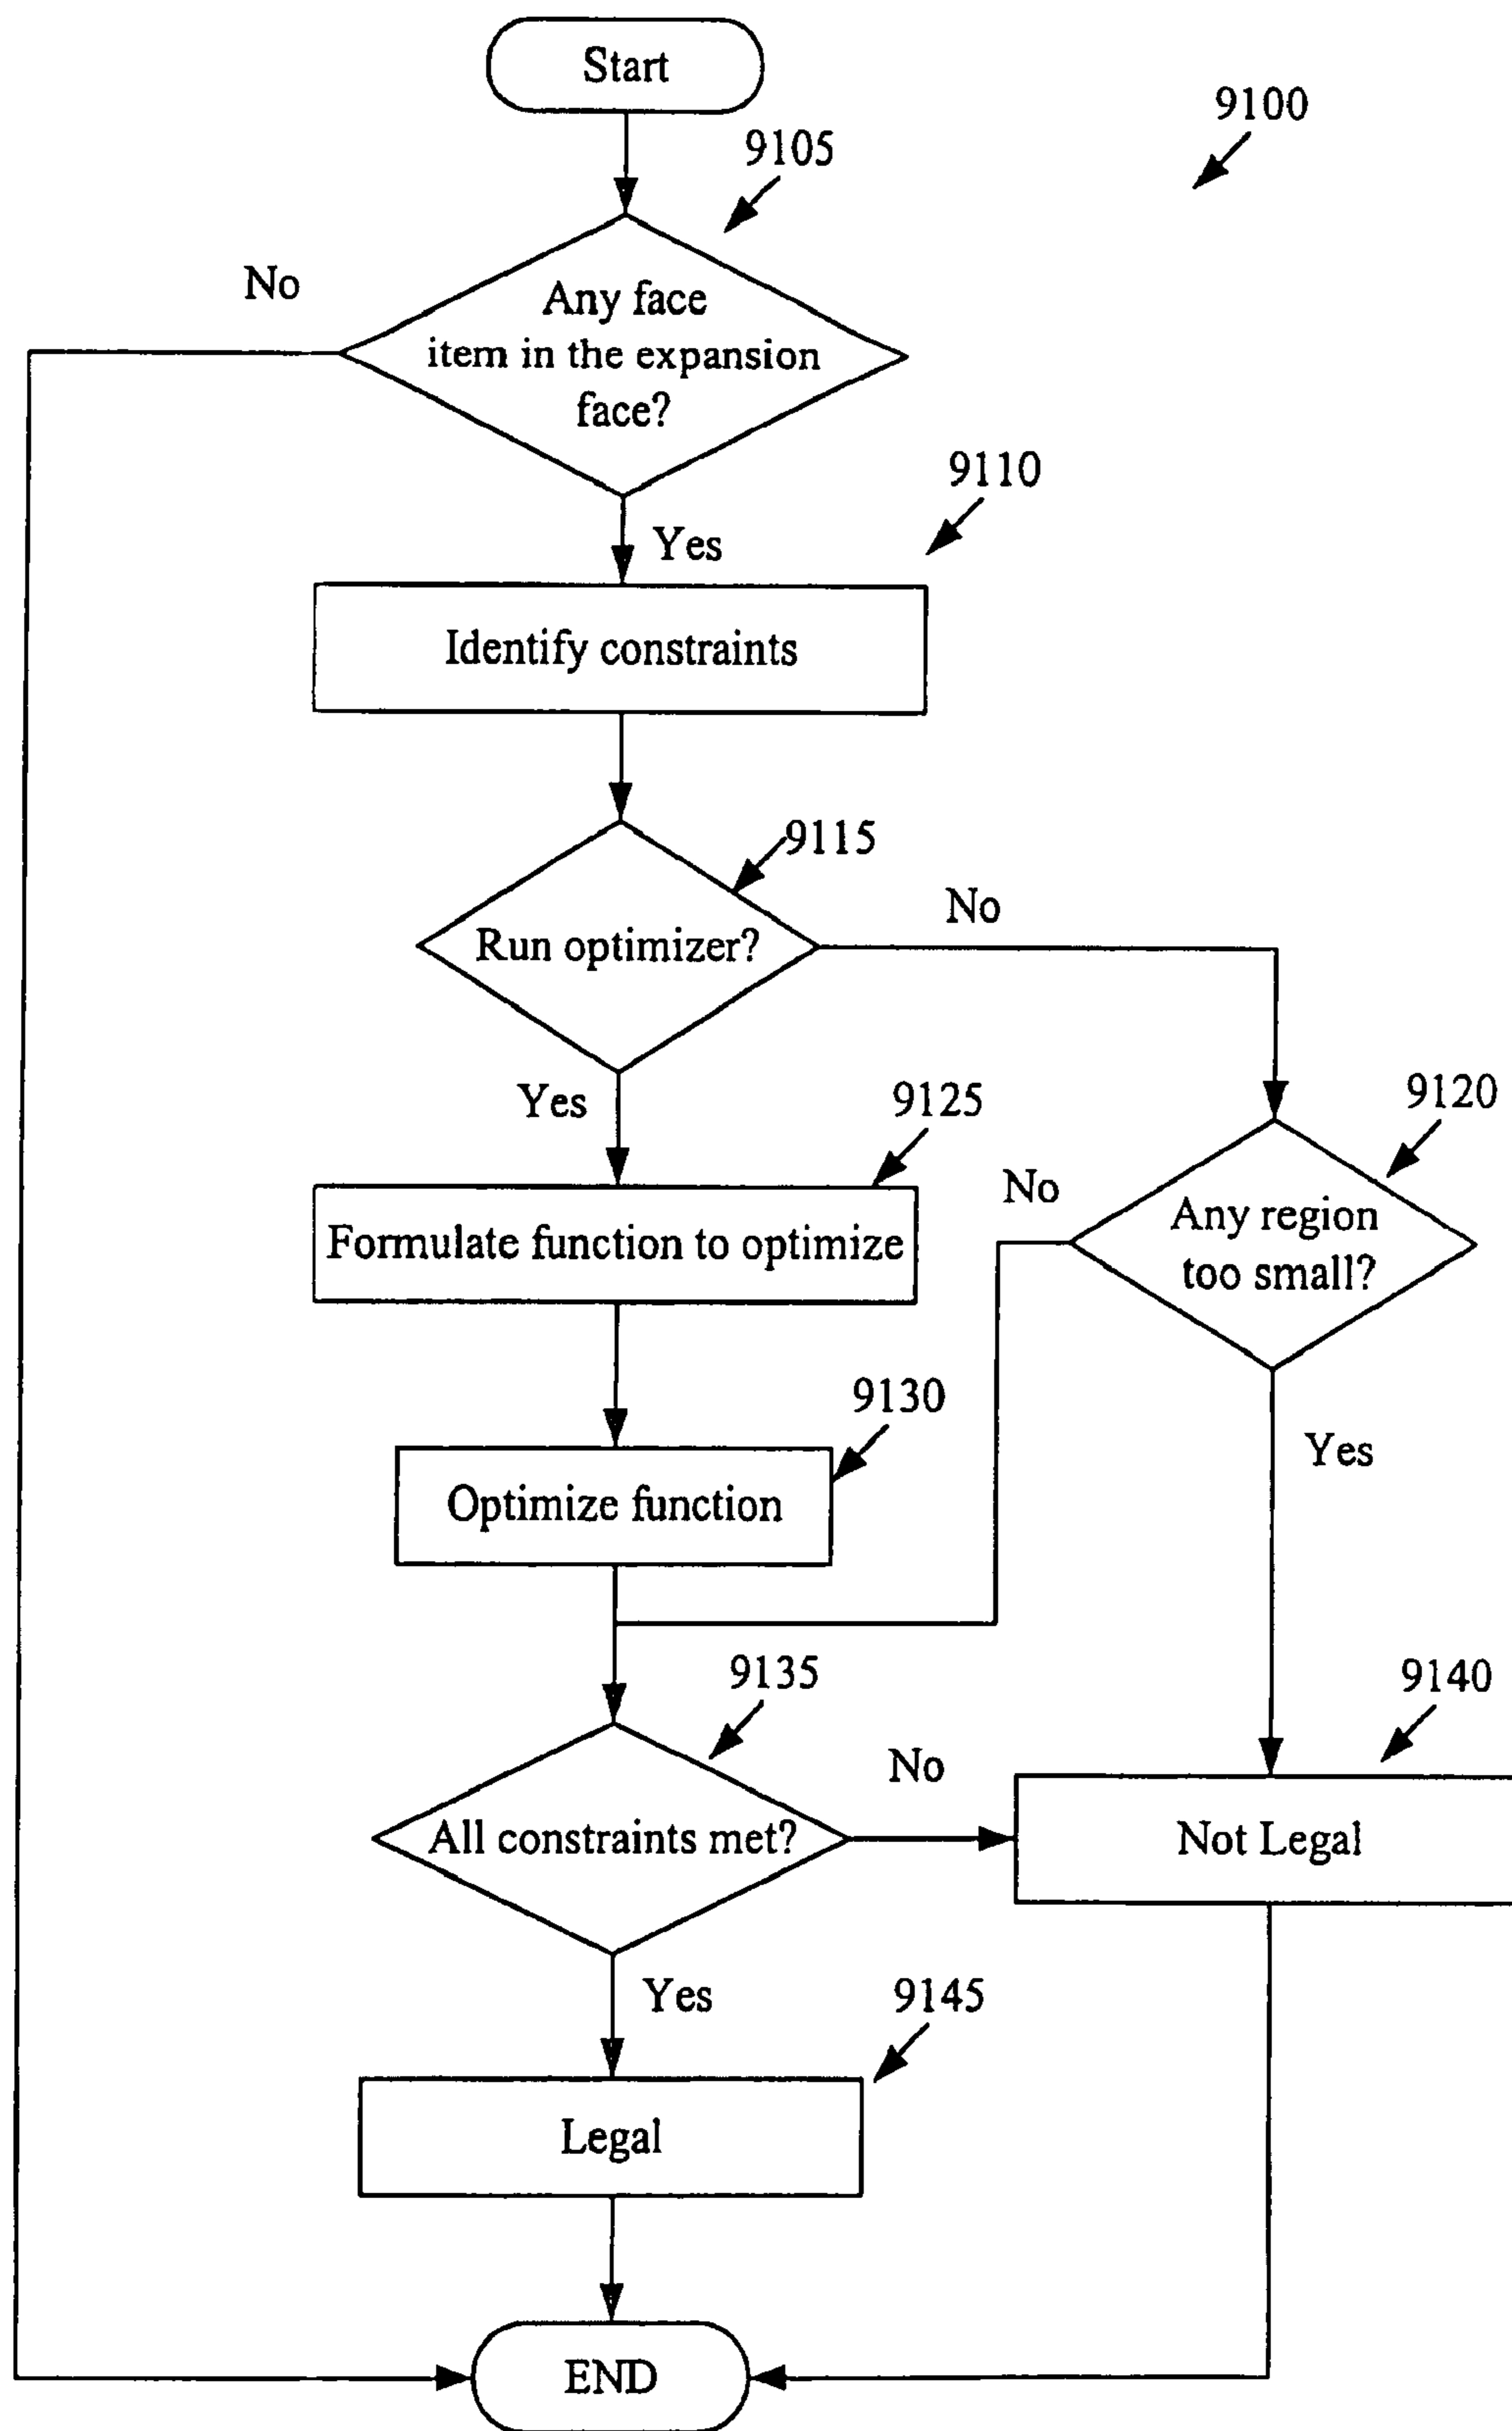 Start
9100
9105
No
Any face
item in the expansion
face?
9110
Yes
Identify constraints
9115
No
Run optimizer?
Yes
9125
9120
No
Any region
too small?
Formulate function to optimize
9130
Yes
Optimize function
9135
9140
No
All constraints met?
Not Legal
Yes
9145
Legal
END